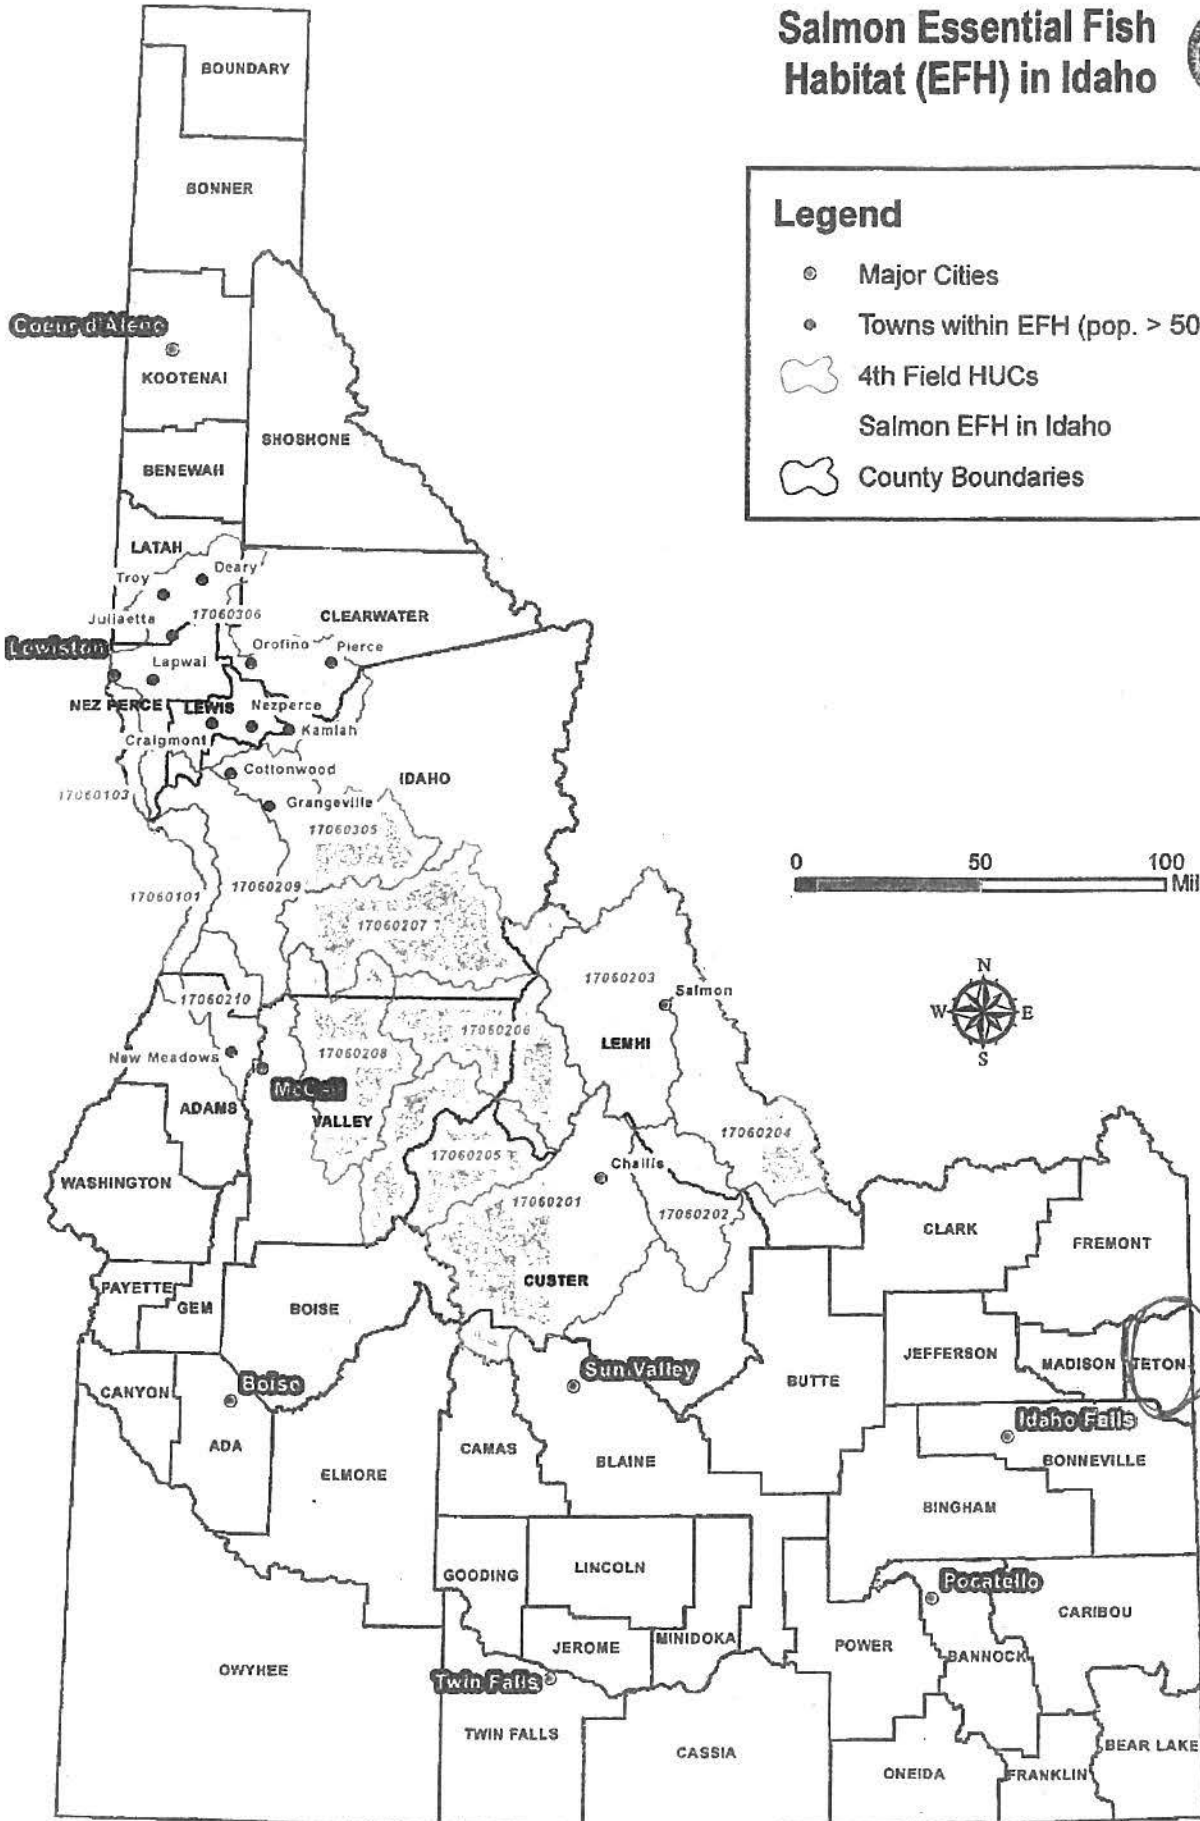 Salmon Essential Fish
Habitat (EFH) in Idaho
Legend
Major Cities
Towns within EFH (pop. > 50
4th Field HUCs
Salmon EFH in Idaho
County Boundaries
BOUNDARY
BONNER
Coeur d'Alene
KOOTENAI
SHOSHONE
BENEWAH
LATAH
Troy
Deary
Juliaetta
17060306
CLEARWATER
Lewiston
Lapwai
Orofino
Pierce
NEZ PERCE
LEWIS
Nezperce
Craigmont
Kamiah
Cottonwood
IDAHO
17060103
Grangeville
17060305
0 50 100
Mil
17060101
17060209
17060207
17060203
Salmon
N
W E
S
17060210
17060206
New Meadows
17060208
LEMHI
McCall
ADAMS
VALLEY
17060204
17060205
Challis
WASHINGTON
17060201
17060202
CLARK
FREMONT
CUSTER
PAYETTE
GEM
BOISE
JEFFERSON
MADISON
TETON
CANYON
Boise
Sun Valley
BUTTE
Idaho Falls
ADA
CAMAS
BLAINE
BONNEVILLE
ELMORE
BINGHAM
GOODING
LINCOLN
Pocatello
CARIBOU
JEROME
MINIDOKA
POWER
BANNOCK
OWYHEE
Twin Falls
TWIN FALLS
CASSIA
ONEIDA
FRANKLIN
BEAR LAKE